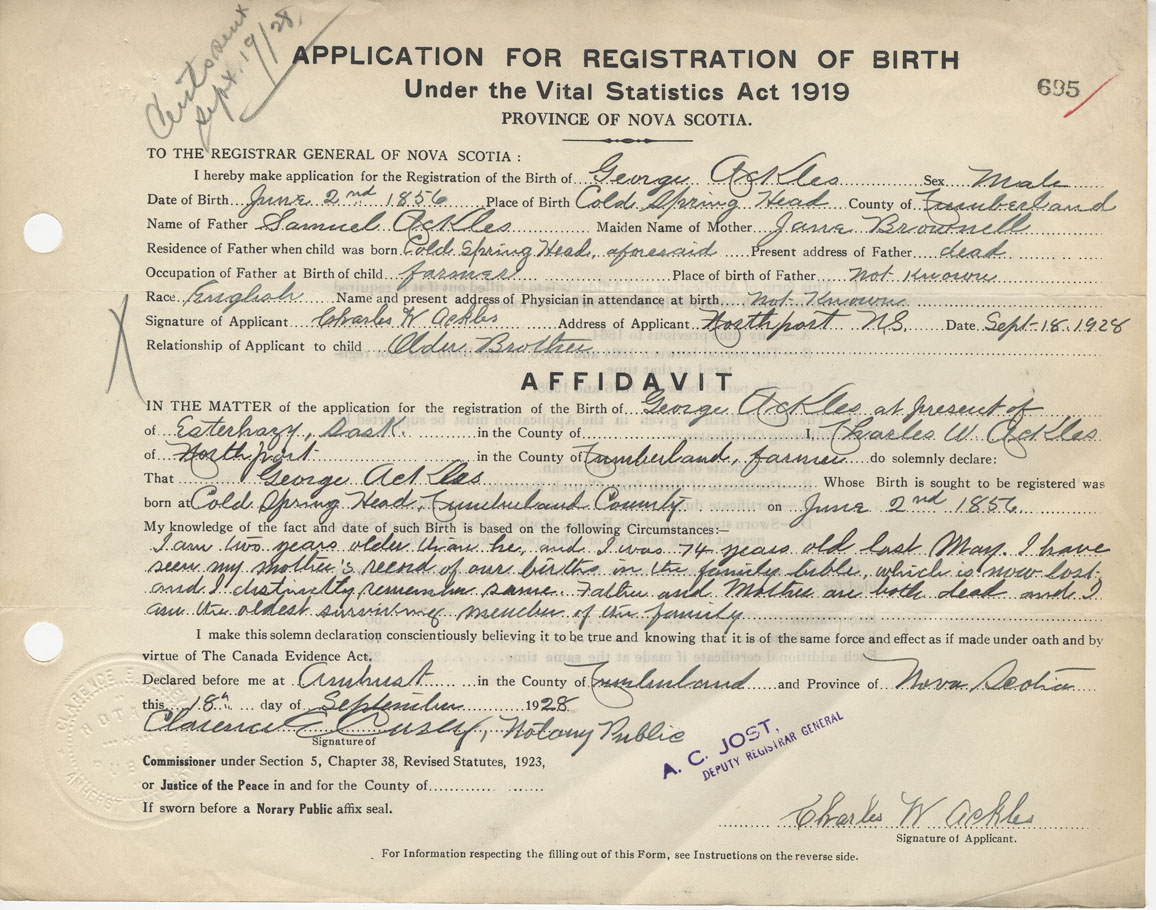 Cert sent
Sept. 19/28.
APPLICATION FOR REGISTRATION OF BIRTH
Under the Vital Statistics Act 1919
695
PROVINCE OF NOVA SCOTIA.
TO THE REGISTRAR GENERAL OF NOVA SCOTIA :
I hereby make application for the Registration of the Birth of George Ackles Sex Male
Date of Birth June 2nd 1856 Place of Birth Cold Spring Head County of Cumberland
Name of Father Samuel Ackles Maiden Name of Mother Jane Brownell
Residence of Father when child was born Cold Spring Head, aforesaid Present address of Father dead
Occupation of Father at Birth of child farmer Place of birth of Father not Known
Race English Name and present address of Physician in attendance at birth not Known
Signature of Applicant Charles W Ackles Address of Applicant Northport N.S. Date Sept. 18. 1928
Relationship of Applicant to child Older Brother
AFFIDAVIT
IN THE MATTER of the application for the registration of the Birth of George Ackles at present of
of Esterhazy, Sask. in the County of I, Charles W. Ackles
of Northport in the County of Cumberland, farmer do solemnly declare:
That George Ackles Whose Birth is sought to be registered was
born at Cold Spring Head, Cumberland County on June 2nd 1856
My knowledge of the fact and date of such Birth is based on the following Circumstances:—
I am two years older than he, and I was 74 years old last May. I have
seen my mother's record of our births in the family bible, which is now lost
and I distinctly remember same. Father and Mother are both dead and I
am the oldest surviving member of the family
I make this solemn declaration conscientiously believing it to be true and knowing that it is of the same force and effect as if made under oath and by
virtue of The Canada Evidence Act.
Declared before me at Amherst in the County of Cumberland and Province of Nova Scotia
this 18th day of September 1928
Clarence E. Notary Public
Signature of
A. C. JOST,
DEPUTY REGISTRAR GENERAL
Commissioner under Section 5, Chapter 38, Revised Statutes, 1923,
or Justice of the Peace in and for the County of
If sworn before a Norary Public affix seal.
Charles W Ackles
Signature of Applicant.
For Information respecting the filling out of this Form, see Instructions on the reverse side.